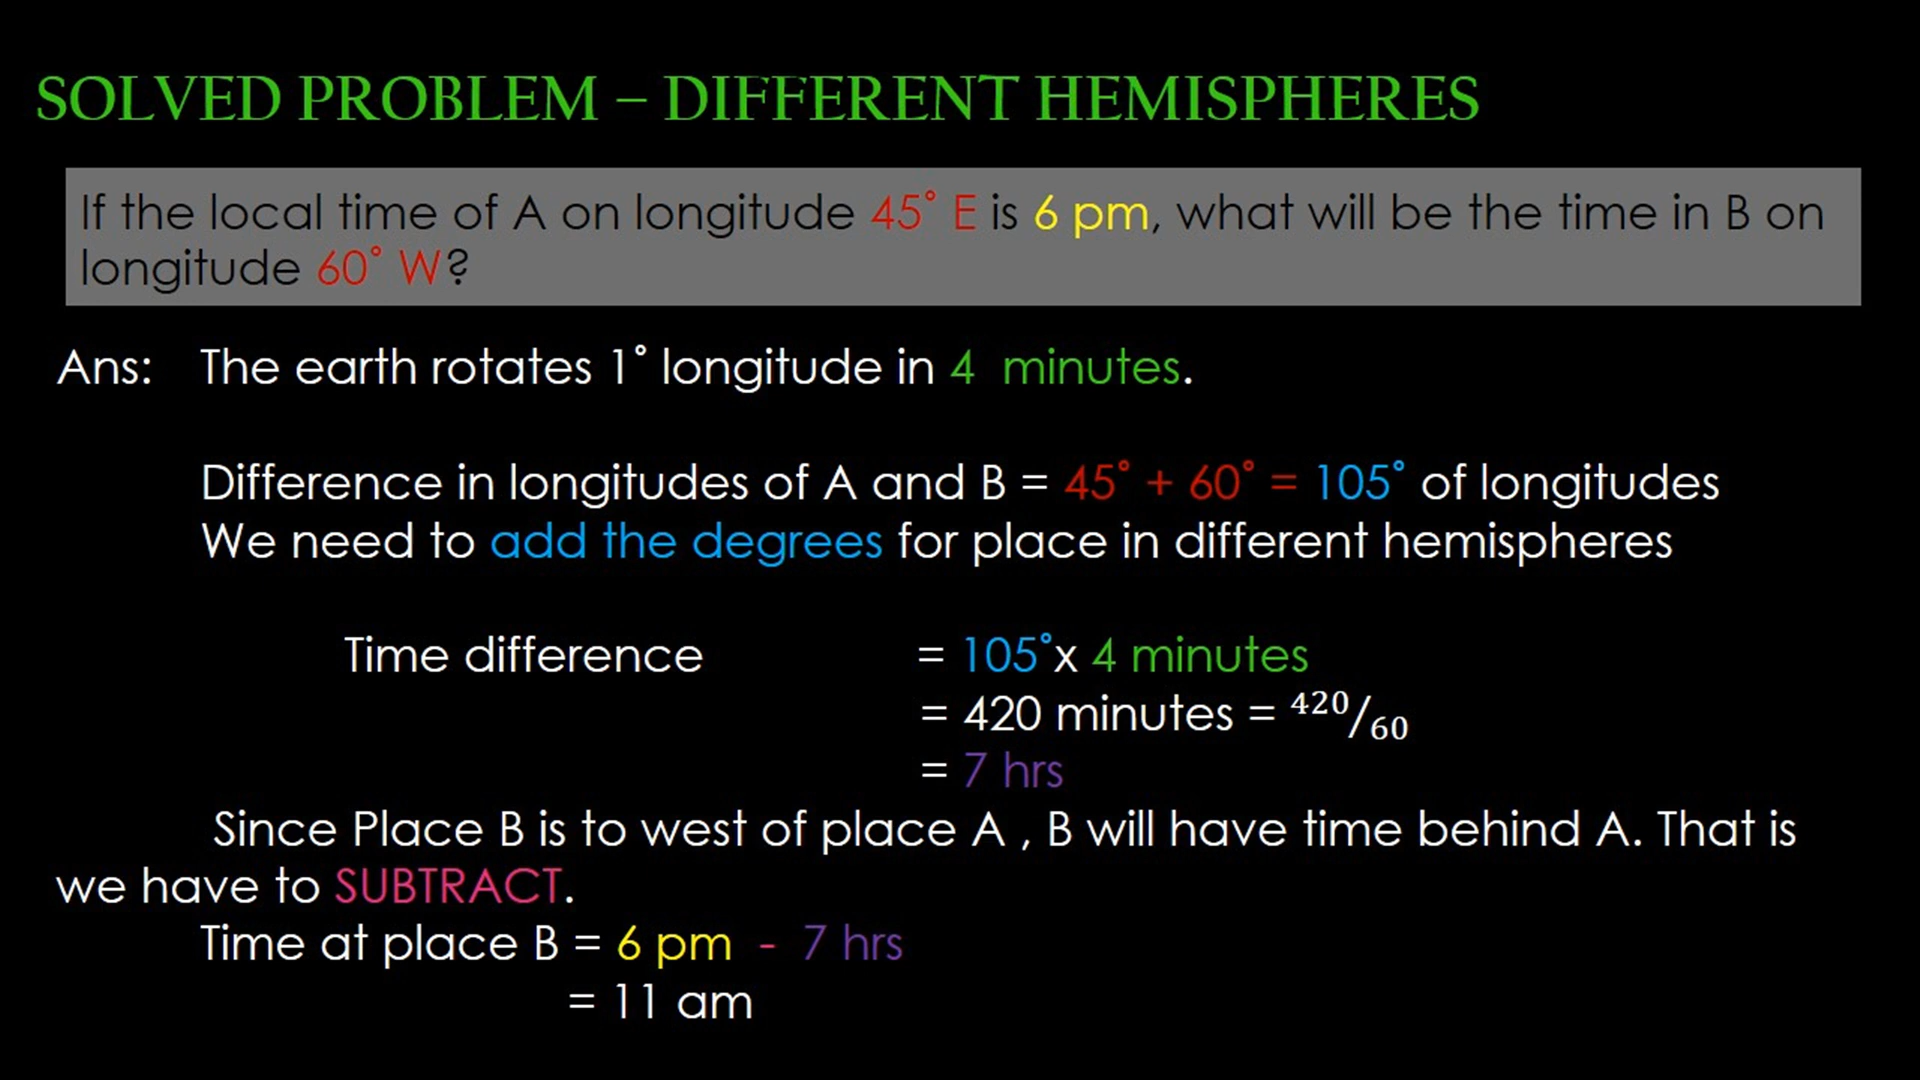 SOLVED PROBLEM – DIFFERENT HEMISPHERES
If the local time of A on longitude 45˚ E is 6 pm, what will be the time in B on
longitude 60˚ W?
Ans: The earth rotates 1˚ longitude in 4 minutes.
Difference in longitudes of A and B = 45˚ + 60˚ = 105˚ of longitudes
We need to add the degrees for place in different hemispheres
Time difference = 105˚x 4 minutes
= 420 minutes = 420/60
= 7 hrs
Since Place B is to west of place A , B will have time behind A. That is
we have to SUBTRACT.
Time at place B = 6 pm - 7 hrs
= 11 am